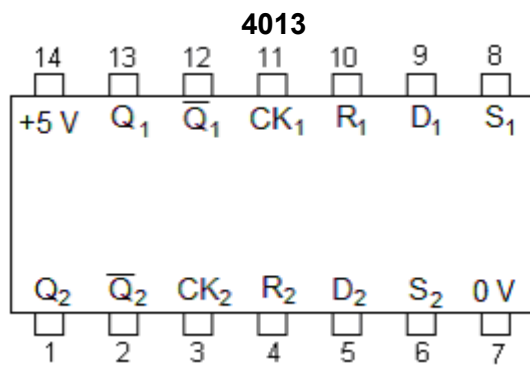 4013
14 13 12 11 10 9 8
+5 V Q₁ Q̅₁ CK₁ R₁ D₁ S₁
Q₂ Q̅₂ CK₂ R₂ D₂ S₂ 0 V
1 2 3 4 5 6 7